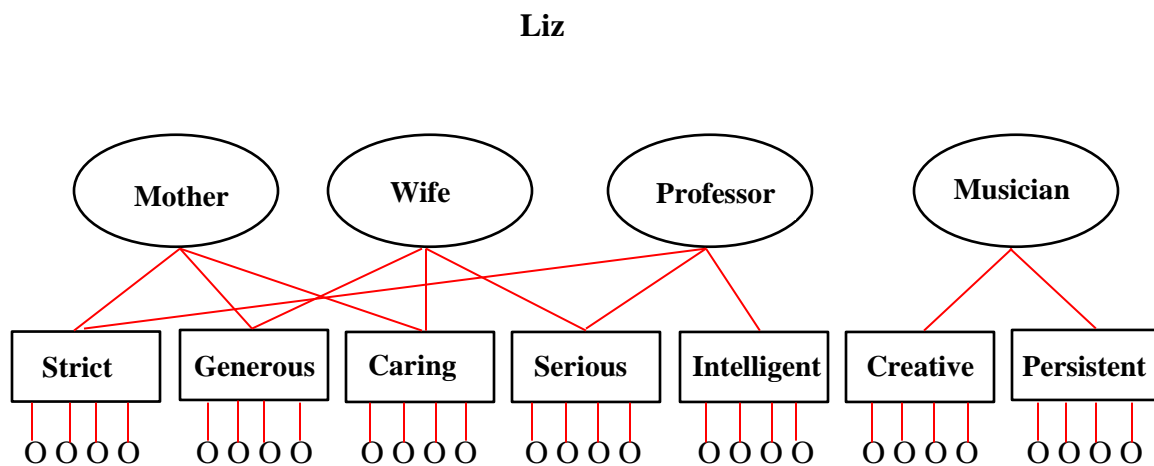 Liz
Mother Wife Professor Musician
Strict Generous Caring Serious Intelligent Creative Persistent
O O O O O O O O O O O O O O O O O O O O O O O O O O O O